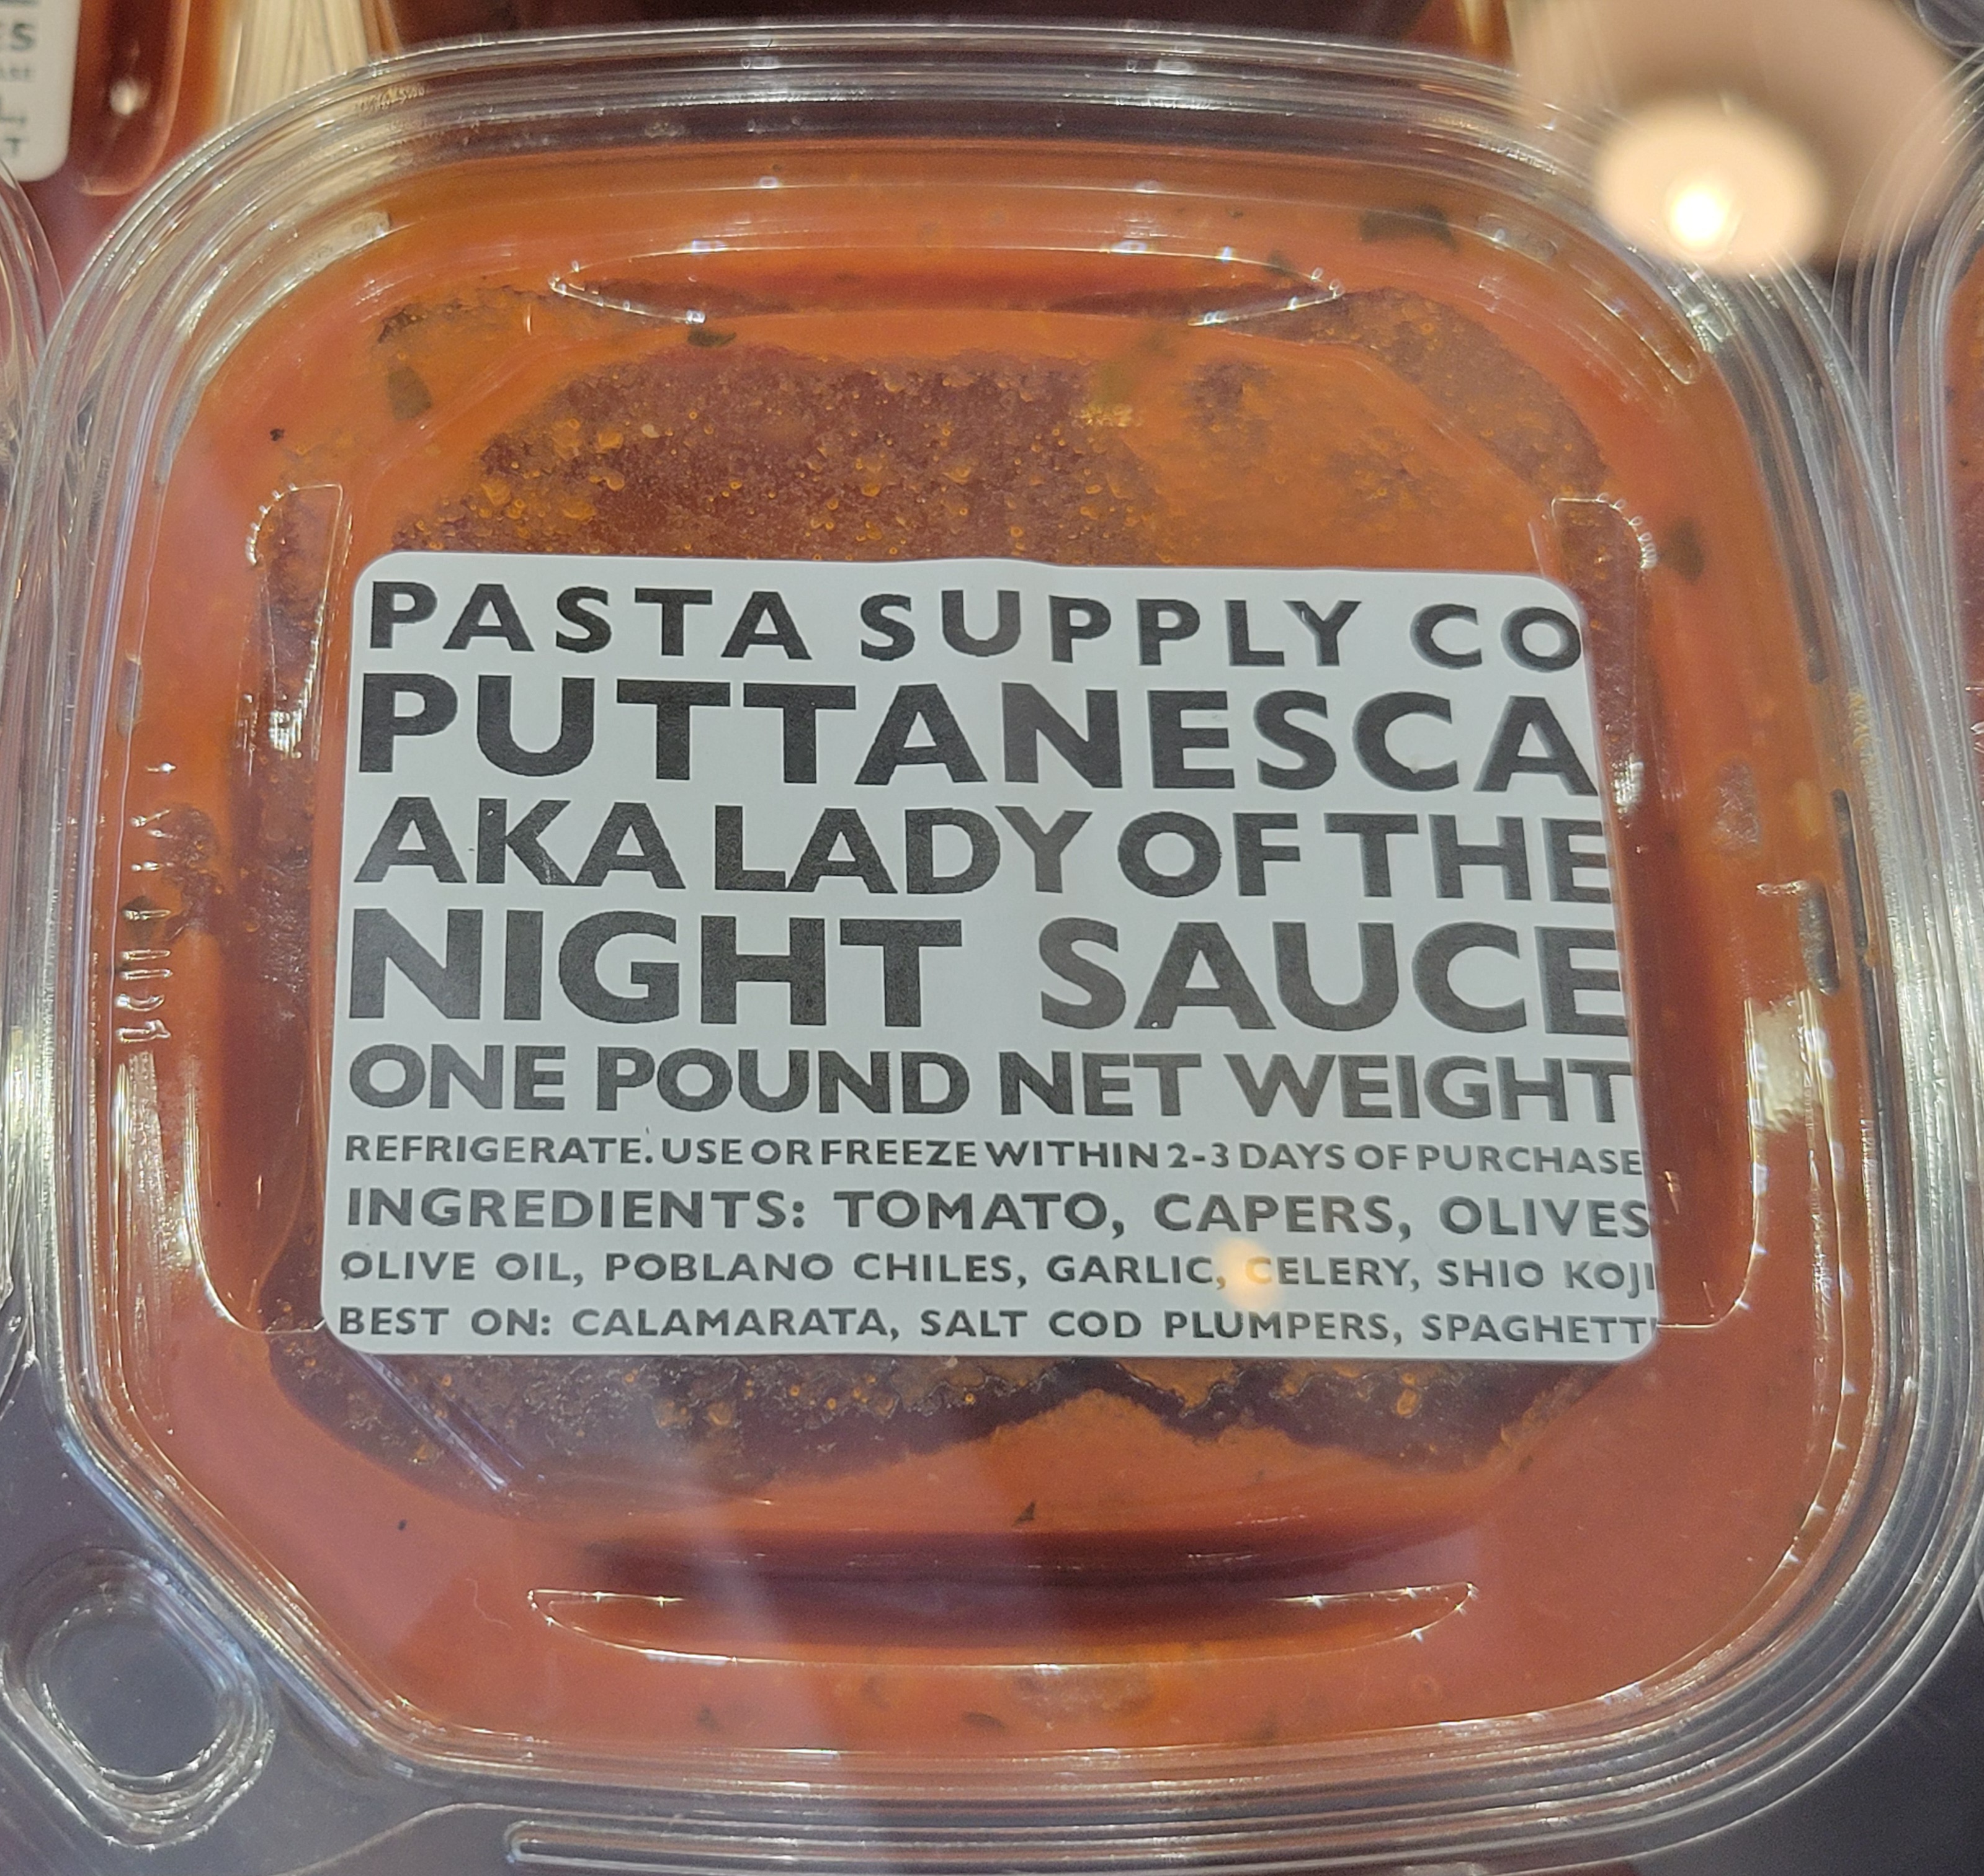 PASTA SUPPLY CO
PUTTANESCA
AKA LADY OF THE
NIGHT SAUCE
ONE POUND NET WEIGHT
REFRIGERATE. USE OR FREEZE WITHIN 2-3 DAYS OF PURCHASE
INGREDIENTS: TOMATO, CAPERS, OLIVES
OLIVE OIL, POBLANO CHILES, GARLIC, CELERY, SHIO KOJI
BEST ON: CALAMARATA, SALT COD PLUMPERS, SPAGHETTI